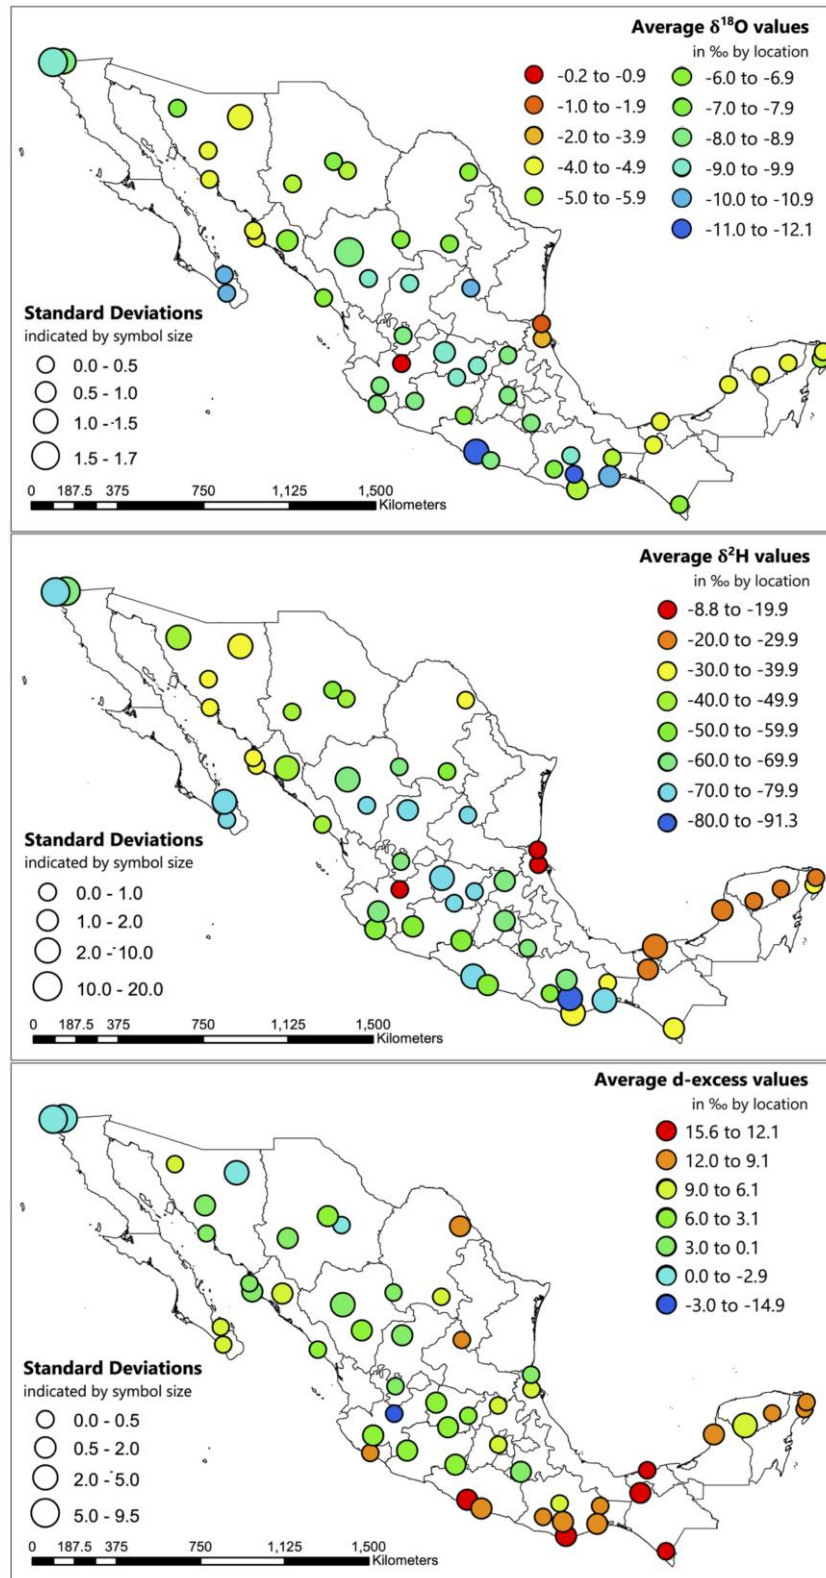 Average δ¹⁸O values
in ‰ by location
-0.2 to -0.9
-1.0 to -1.9
-2.0 to -3.9
-4.0 to -4.9
-5.0 to -5.9
-6.0 to -6.9
-7.0 to -7.9
-8.0 to -8.9
-9.0 to -9.9
-10.0 to -10.9
-11.0 to -12.1
Standard Deviations
indicated by symbol size
0.0 - 0.5
0.5 - 1.0
1.0 - 1.5
1.5 - 1.7
0 187.5 375 750 1,125 1,500
Kilometers
Average δ²H values
in ‰ by location
-8.8 to -19.9
-20.0 to -29.9
-30.0 to -39.9
-40.0 to -49.9
-50.0 to -59.9
-60.0 to -69.9
-70.0 to -79.9
-80.0 to -91.3
Standard Deviations
indicated by symbol size
0.0 - 1.0
1.0 - 2.0
2.0 - 10.0
10.0 - 20.0
0 187.5 375 750 1,125 1,500
Kilometers
Average d-excess values
in ‰ by location
15.6 to 12.1
12.0 to 9.1
9.0 to 6.1
6.0 to 3.1
3.0 to 0.1
0.0 to -2.9
-3.0 to -14.9
Standard Deviations
indicated by symbol size
0.0 - 0.5
0.5 - 2.0
2.0 - 5.0
5.0 - 9.5
0 187.5 375 750 1,125 1,500
Kilometers